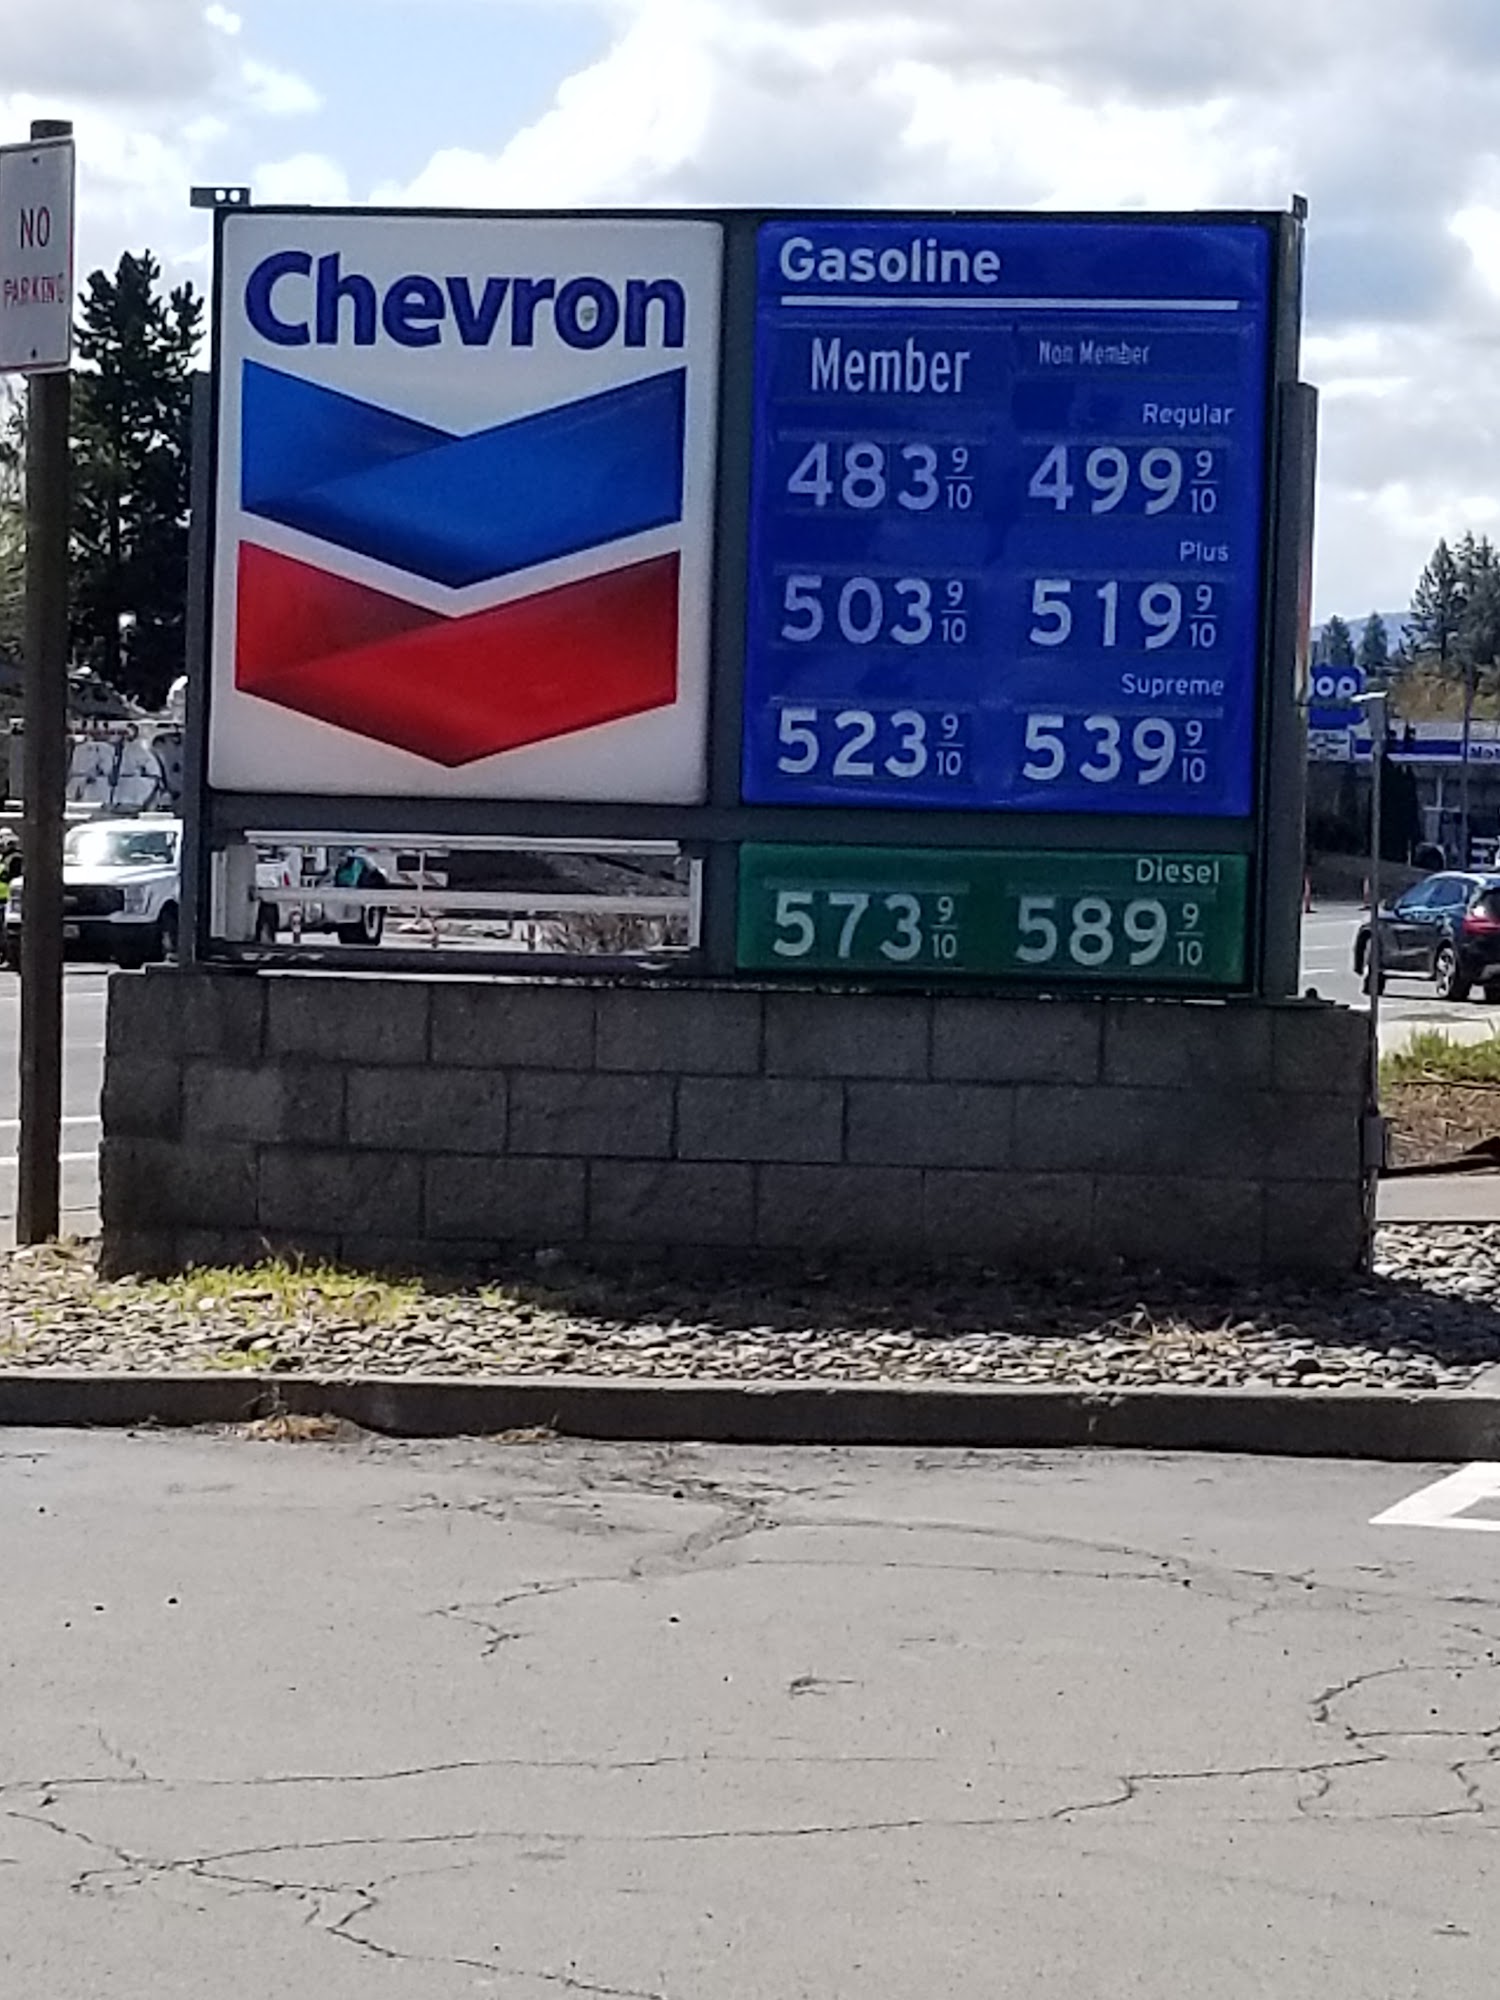 NO
PARKING
Chevron
Gasoline
Member Non Member
Regular
483 9/10 499 9/10
Plus
503 9/10 519 9/10
Supreme
523 9/10 539 9/10
Diesel
573 9/10 589 9/10